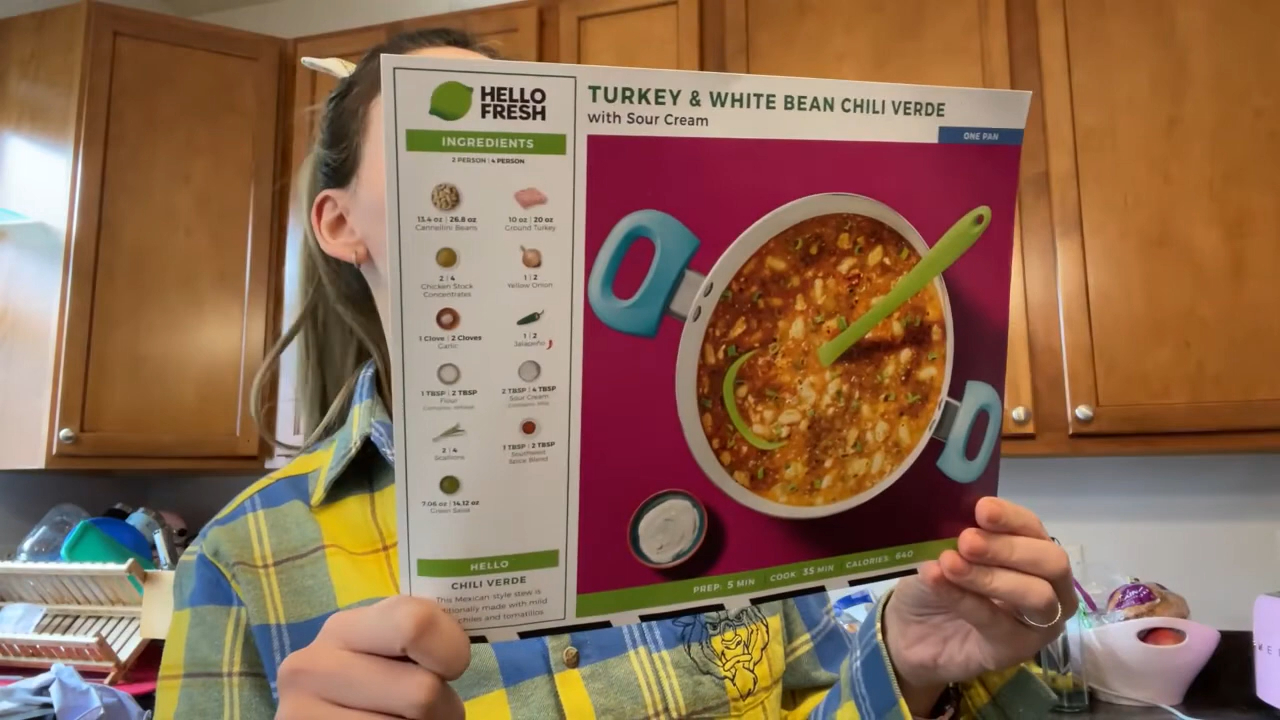 HELLO
FRESH
INGREDIENTS
2 PERSON | 4 PERSON
13.4 oz | 26.8 oz
Cannellini Beans
10 oz | 20 oz
Ground Turkey
2 | 4
Chicken Stock
Concentrates
1 | 2
Yellow Onion
1 Clove | 2 Cloves
Garlic
1 | 2
Jalapeño
1 TBSP | 2 TBSP
Flour
2 TBSP | 4 TBSP
Sour Cream
2 | 4
Scallions
1 TBSP | 2 TBSP
Southwest
Spice Blend
7.06 oz | 14.12 oz
Green Salsa
HELLO
CHILI VERDE
This Mexican style stew is
itionally made with mild
chiles and tomatillos
TURKEY & WHITE BEAN CHILI VERDE
with Sour Cream
ONE PAN
PREP: 5 MIN | COOK: 35 MIN | CALORIES: 640